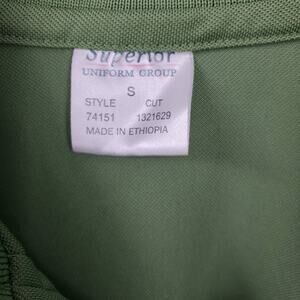 Superior
UNIFORM GROUP
S
STYLE CUT
74151 1321629
MADE IN ETHIOPIA